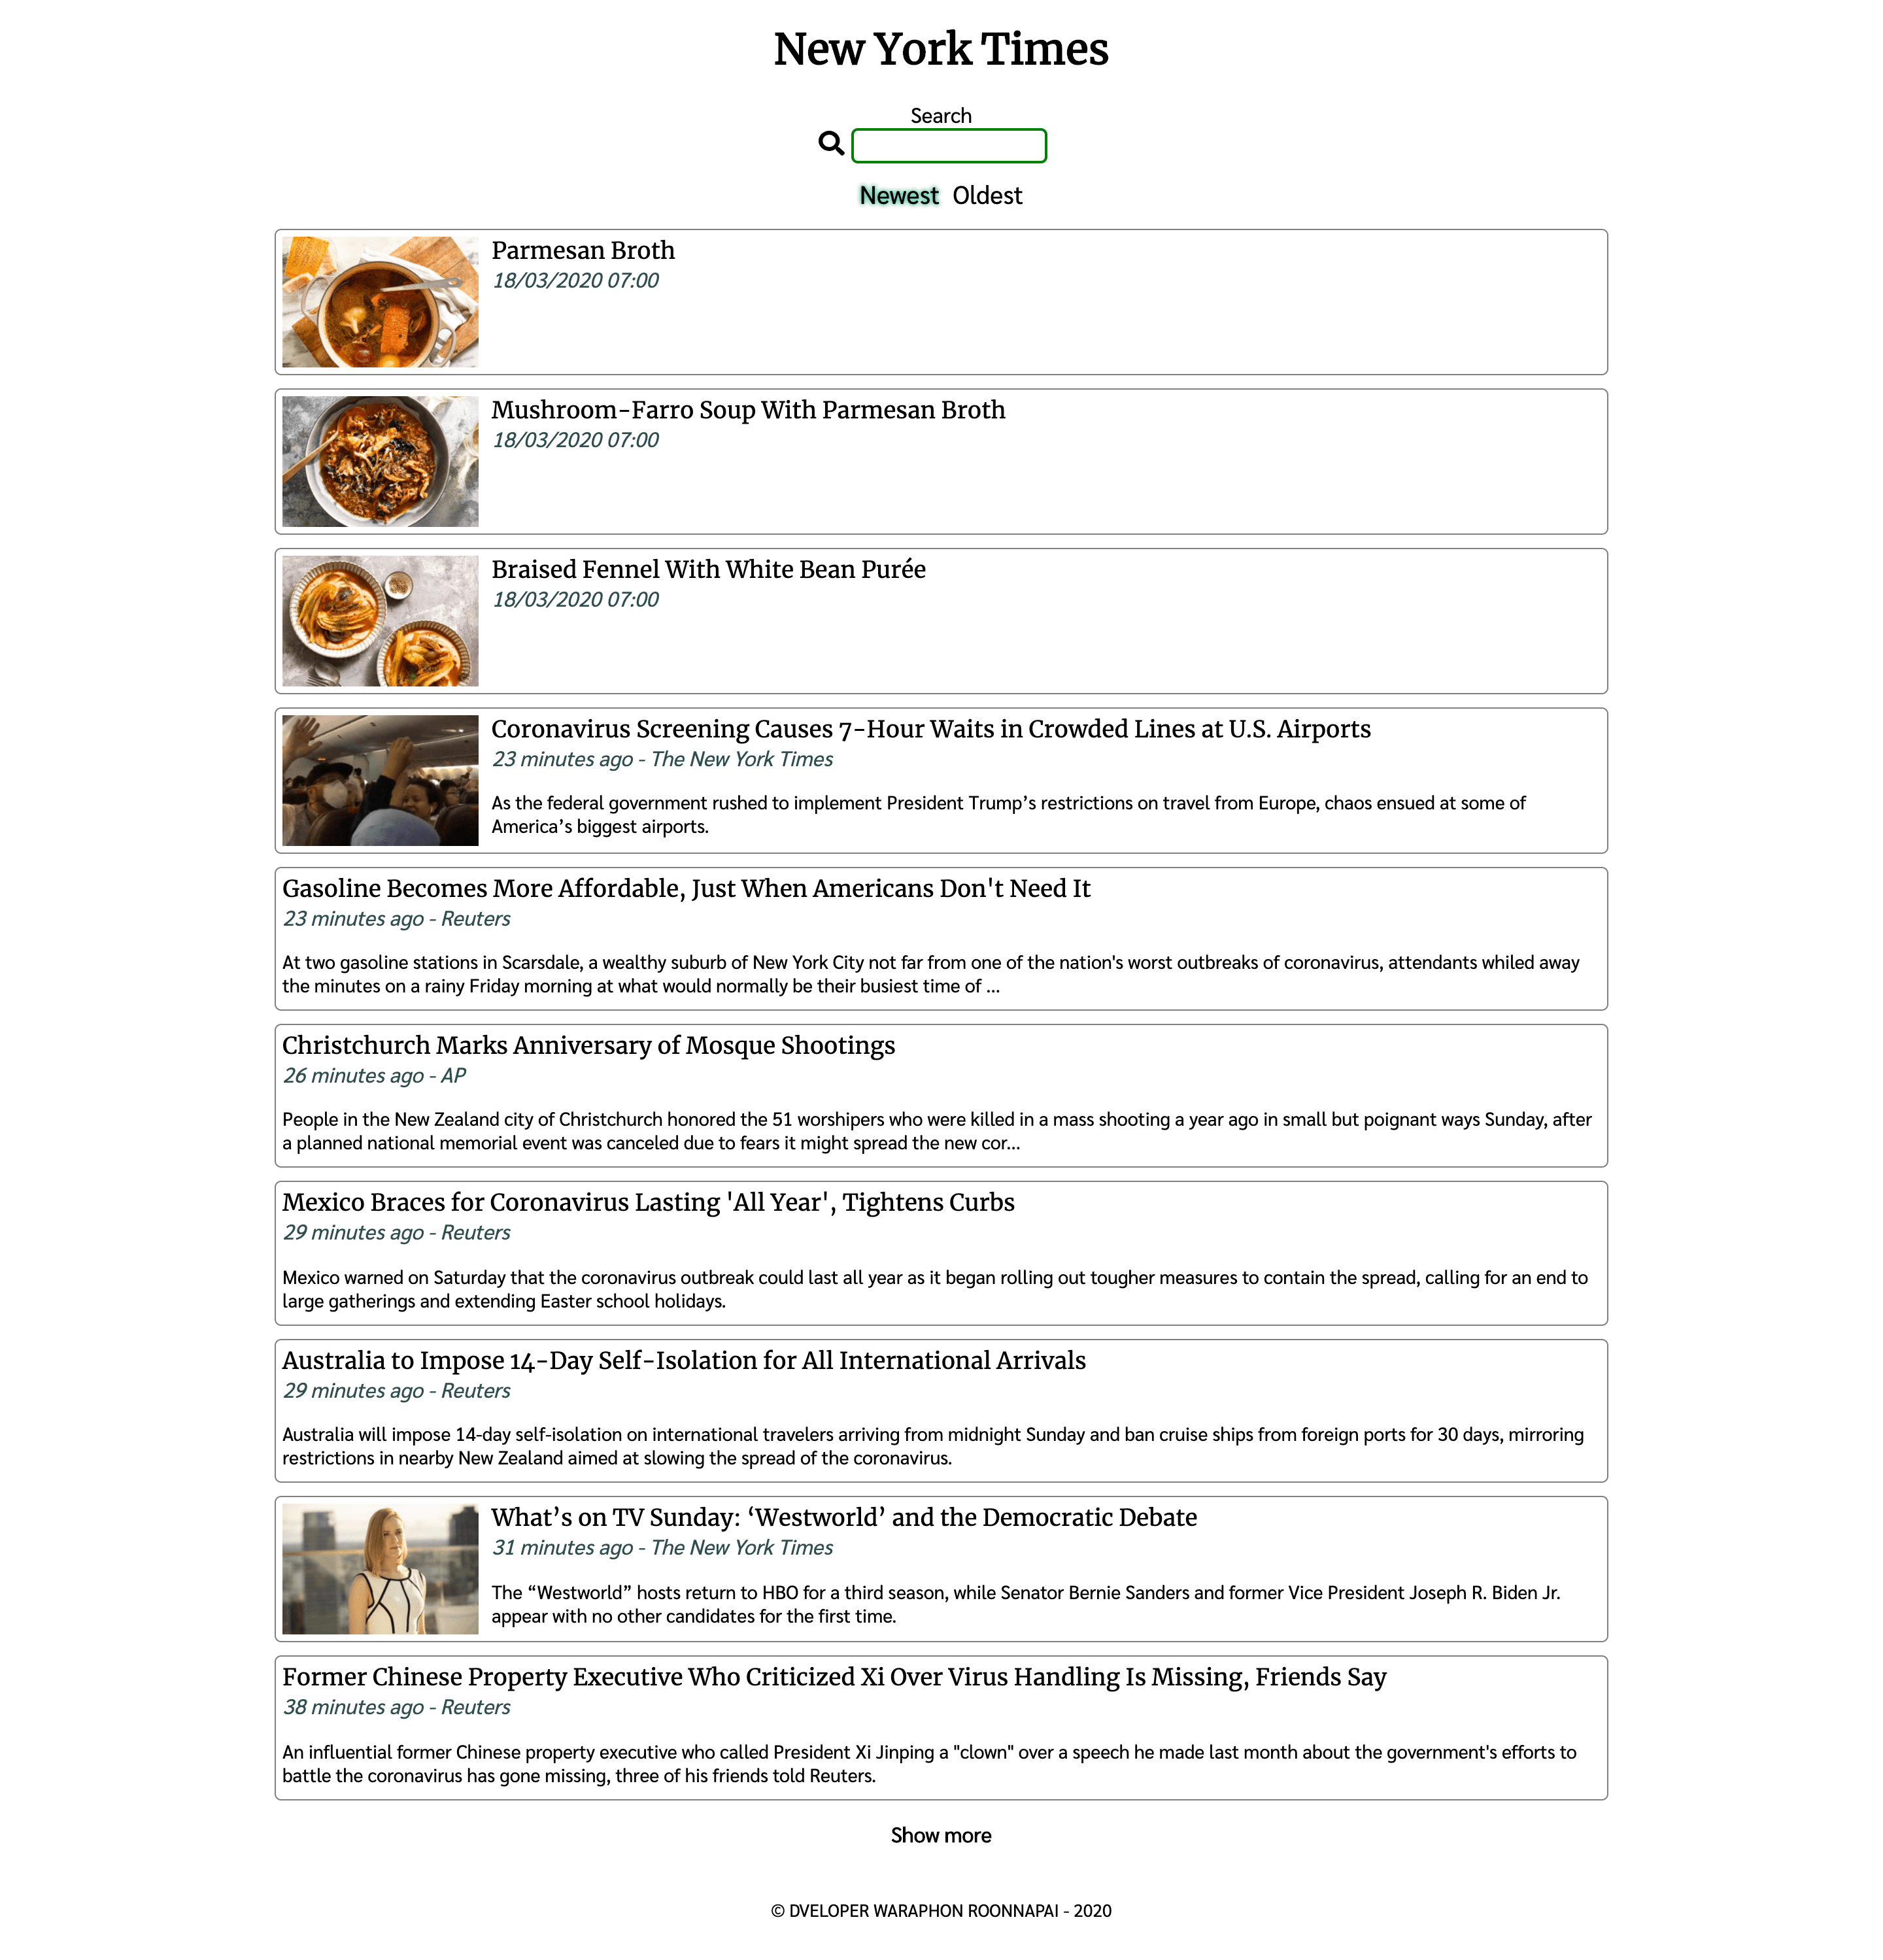 New York Times
Search
Newest Oldest
Parmesan Broth
18/03/2020 07:00
Mushroom-Farro Soup With Parmesan Broth
18/03/2020 07:00
Braised Fennel With White Bean Purée
18/03/2020 07:00
Coronavirus Screening Causes 7-Hour Waits in Crowded Lines at U.S. Airports
23 minutes ago - The New York Times
As the federal government rushed to implement President Trump’s restrictions on travel from Europe, chaos ensued at some of
America’s biggest airports.
Gasoline Becomes More Affordable, Just When Americans Don't Need It
23 minutes ago - Reuters
At two gasoline stations in Scarsdale, a wealthy suburb of New York City not far from one of the nation's worst outbreaks of coronavirus, attendants whiled away
the minutes on a rainy Friday morning at what would normally be their busiest time of ...
Christchurch Marks Anniversary of Mosque Shootings
26 minutes ago - AP
People in the New Zealand city of Christchurch honored the 51 worshipers who were killed in a mass shooting a year ago in small but poignant ways Sunday, after
a planned national memorial event was canceled due to fears it might spread the new cor...
Mexico Braces for Coronavirus Lasting 'All Year', Tightens Curbs
29 minutes ago - Reuters
Mexico warned on Saturday that the coronavirus outbreak could last all year as it began rolling out tougher measures to contain the spread, calling for an end to
large gatherings and extending Easter school holidays.
Australia to Impose 14-Day Self-Isolation for All International Arrivals
29 minutes ago - Reuters
Australia will impose 14-day self-isolation on international travelers arriving from midnight Sunday and ban cruise ships from foreign ports for 30 days, mirroring
restrictions in nearby New Zealand aimed at slowing the spread of the coronavirus.
What’s on TV Sunday: ‘Westworld’ and the Democratic Debate
31 minutes ago - The New York Times
The “Westworld” hosts return to HBO for a third season, while Senator Bernie Sanders and former Vice President Joseph R. Biden Jr.
appear with no other candidates for the first time.
Former Chinese Property Executive Who Criticized Xi Over Virus Handling Is Missing, Friends Say
38 minutes ago - Reuters
An influential former Chinese property executive who called President Xi Jinping a "clown" over a speech he made last month about the government's efforts to
battle the coronavirus has gone missing, three of his friends told Reuters.
Show more
© DVELOPER WARAPHON ROONNAPAI - 2020